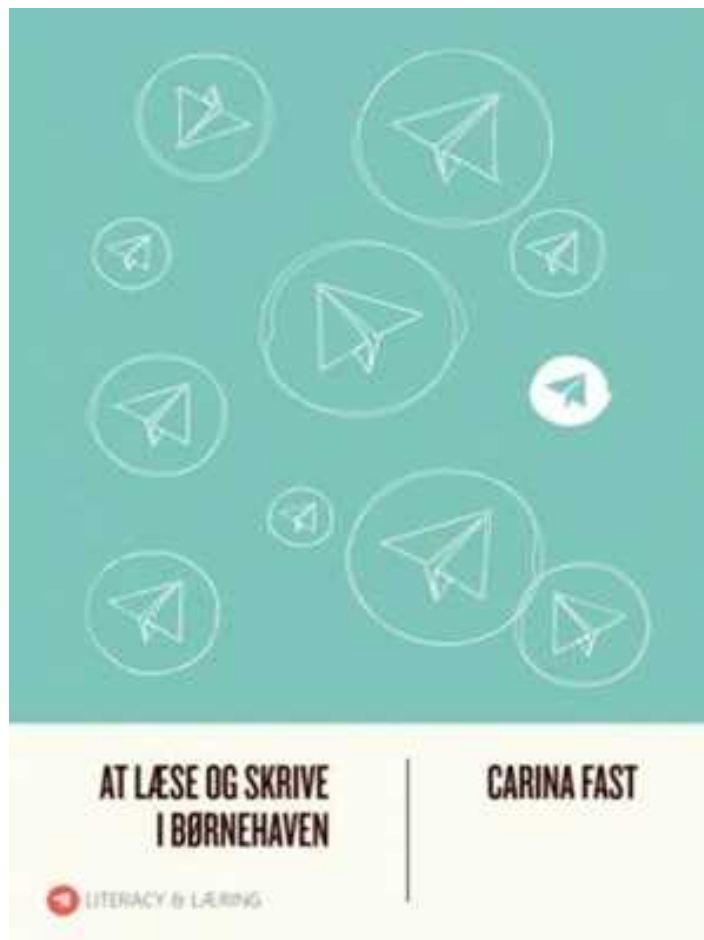 AT LÆSE OG SKRIVE
I BØRNEHAVEN
CARINA FAST
LITERACY & LÆRING